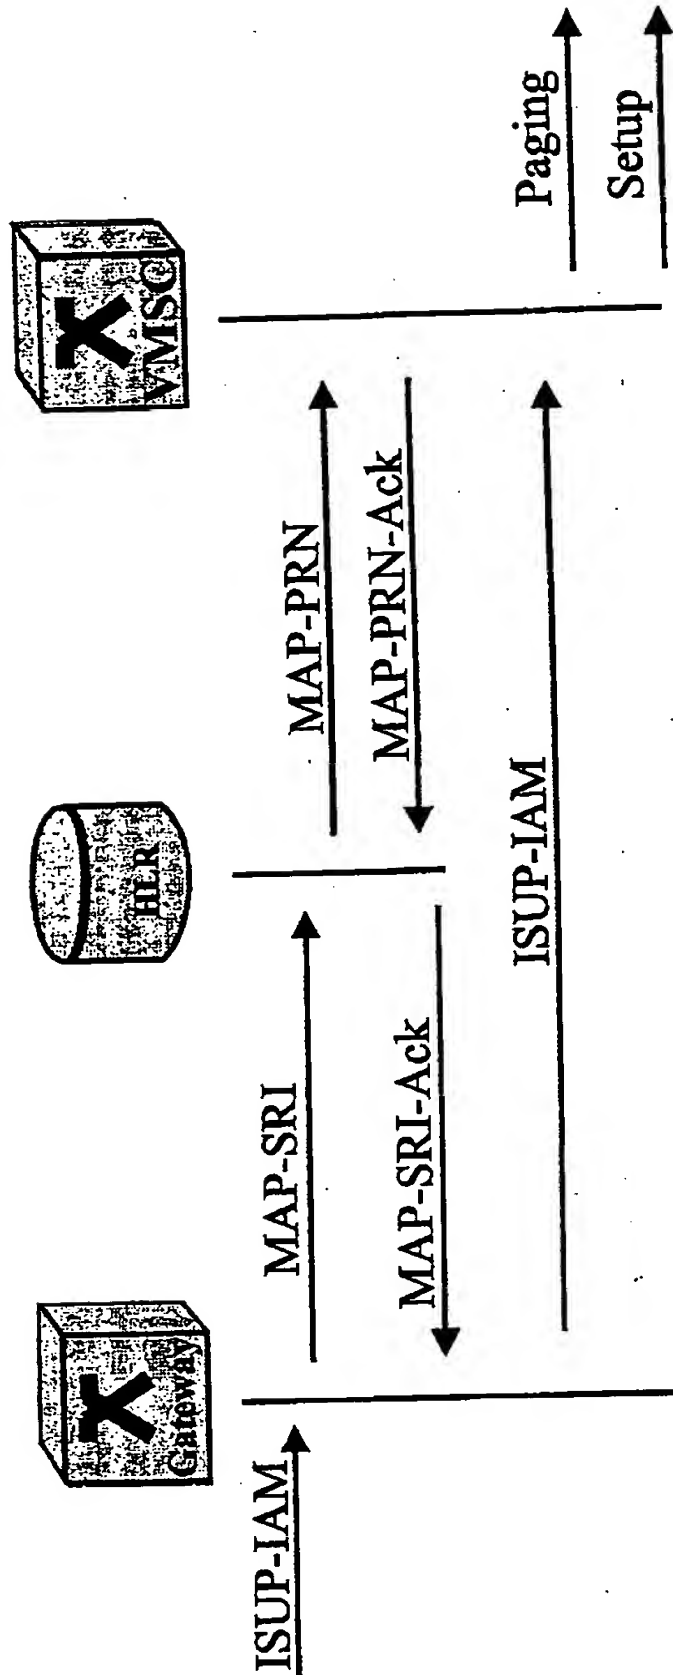 Gateway
HLR
VMSC
ISUP-IAM
MAP-SRI
MAP-PRN
MAP-PRN-Ack
MAP-SRI-Ack
ISUP-IAM
Paging
Setup